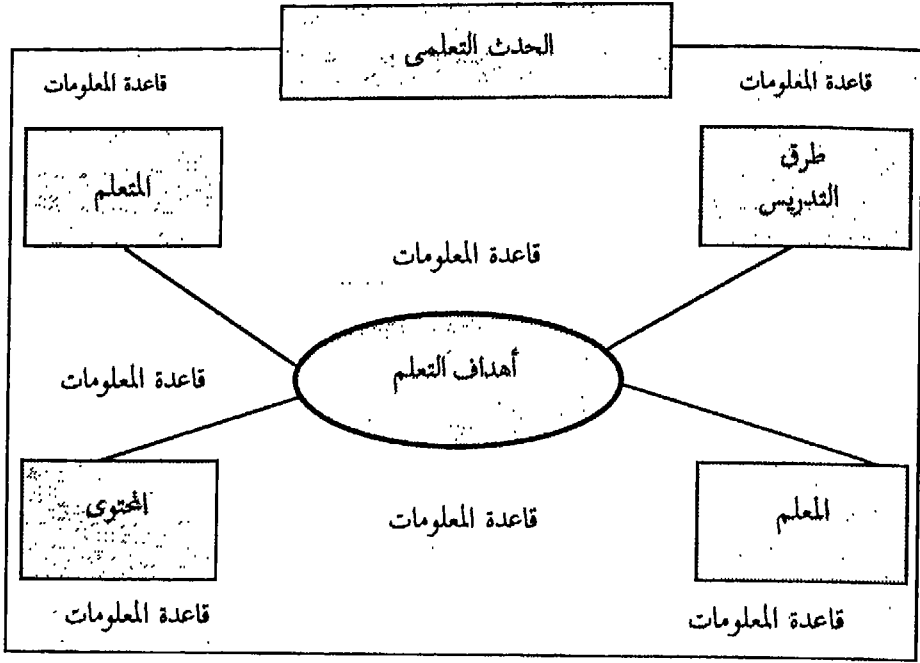 الحدث التعلمى
قاعدة المعلومات
قاعدة المعلومات
طرق
التدريس
المتعلم
قاعدة المعلومات
أهداف التعلم
قاعدة المعلومات
المعلم
المحتوى
قاعدة المعلومات
قاعدة المعلومات
قاعدة المعلومات